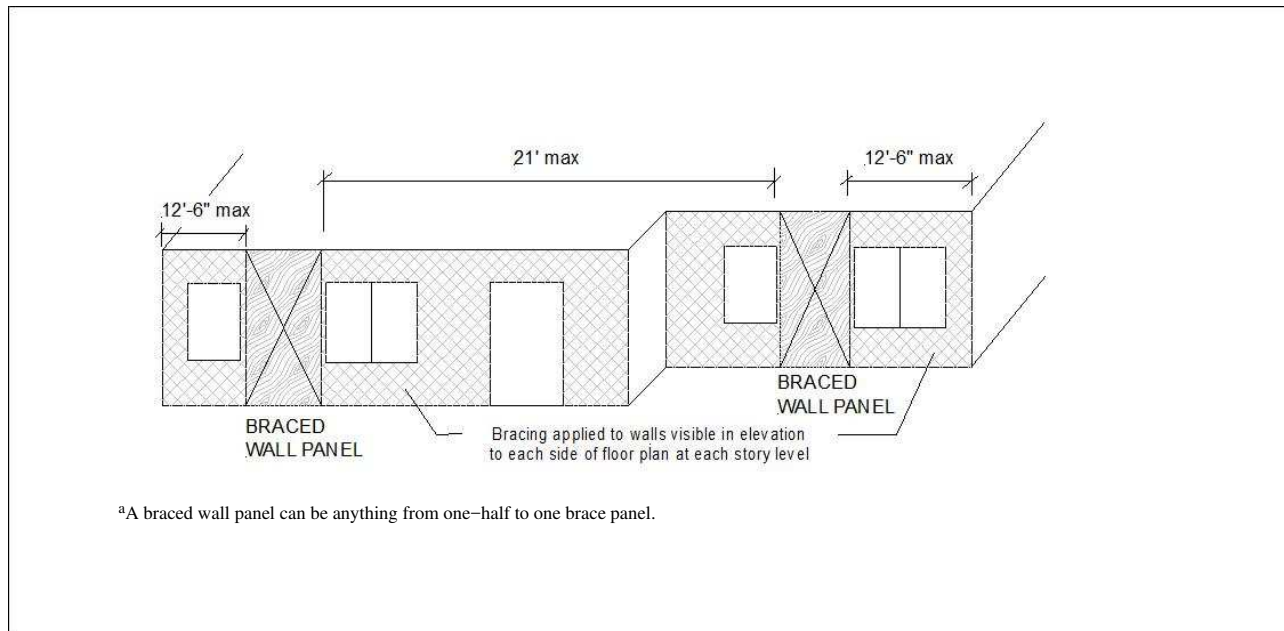 21' max
12'-6" max
12'-6" max
BRACED
WALL PANEL
BRACED
WALL PANEL
Bracing applied to walls visible in elevation
to each side of floor plan at each story level
ᵃA braced wall panel can be anything from one−half to one brace panel.